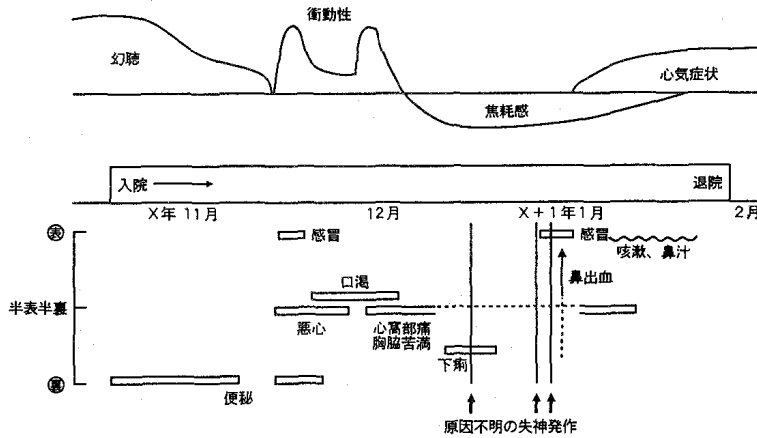 衝動性
幻聴
心気症状
焦耗感
入院
退院
X年 11月
12月
X+1年1月
2月
表
感冒
感冒
咳漱、鼻汁
口渇
鼻出血
半表半裏
悪心
心窩部痛
胸脇苦満
下痢
裏
便秘
原因不明の失神発作